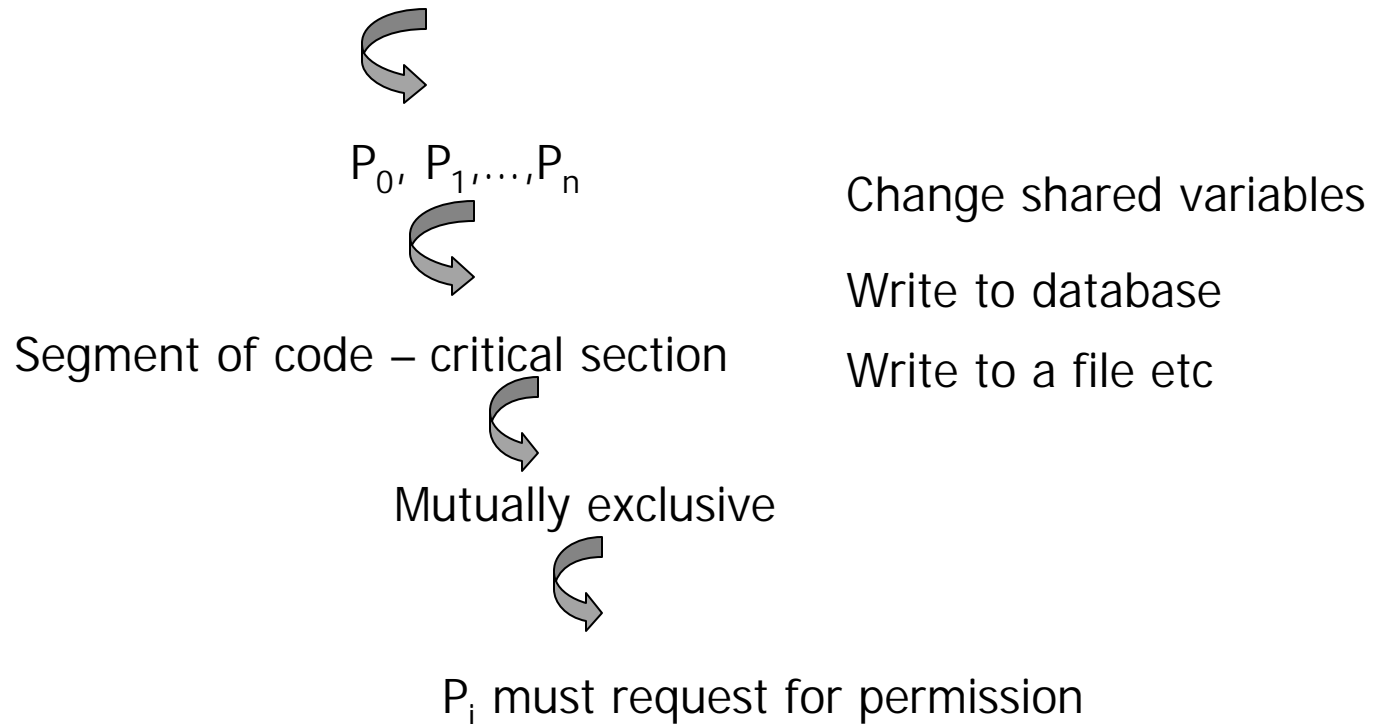 P₀, P₁,...,Pₙ
Segment of code – critical section
Mutually exclusive
Pᵢ must request for permission
Change shared variables
Write to database
Write to a file etc